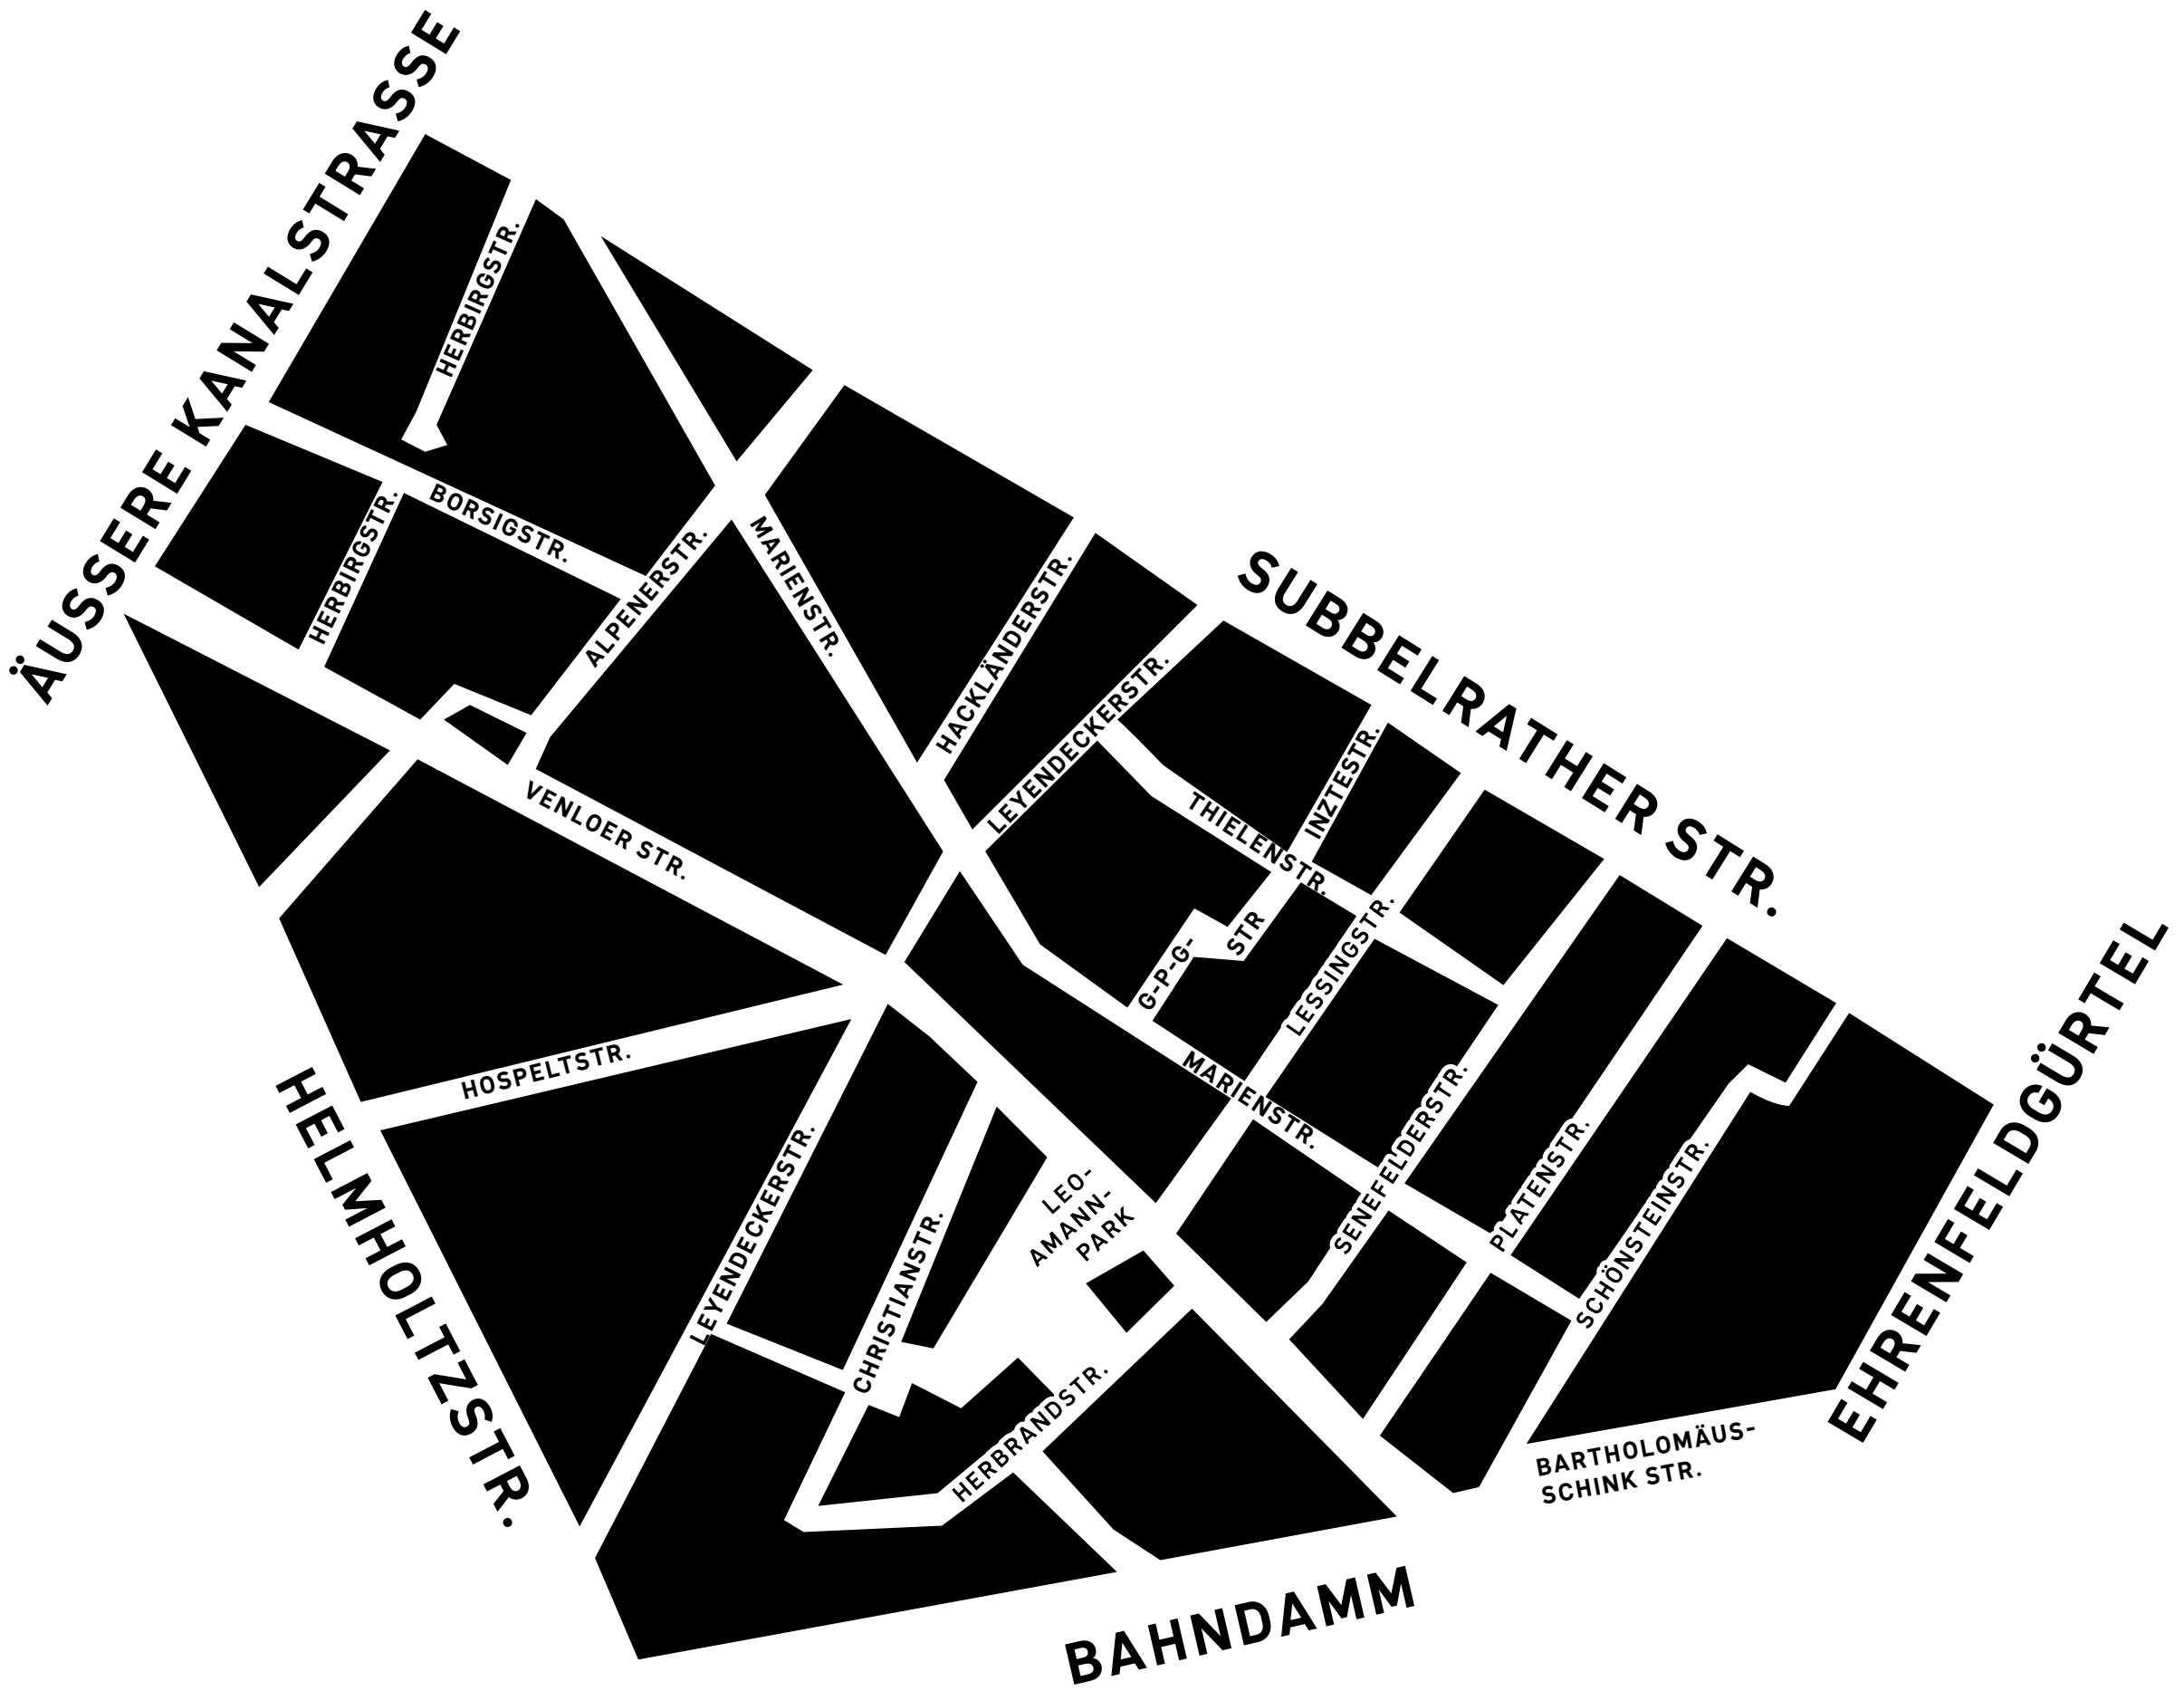 ÄUSSERE KANALSTRASSE
HERBIRGSTR.
HERBIGSTR.
BORSIGSTR.
ALPENERSTR.
MARIENSTR.
HACKLÄNDERSTR.
LEYENDECKERSTR.
SUBBELRATHER STR.
INZTESTR.
THIELENSTR.
VENLOER STR.
G-P-G-
STR
LESSINGSTR.
HOSPELTSTR.
HELMHOLTZSTR.
MARIENSTR.
SENEFELDERSTR.
PLATENSTR.
SCHÖNSTEINSTR.
EHRENFELDGÜRTEL
LEYENDECKERSTR.
CHRISTIANSTR.
LEO-
AMANN-
PARK
HERBRANDSTR.
BARTHOLOMÄUS-
SCHINK STR.
BAHNDAMM